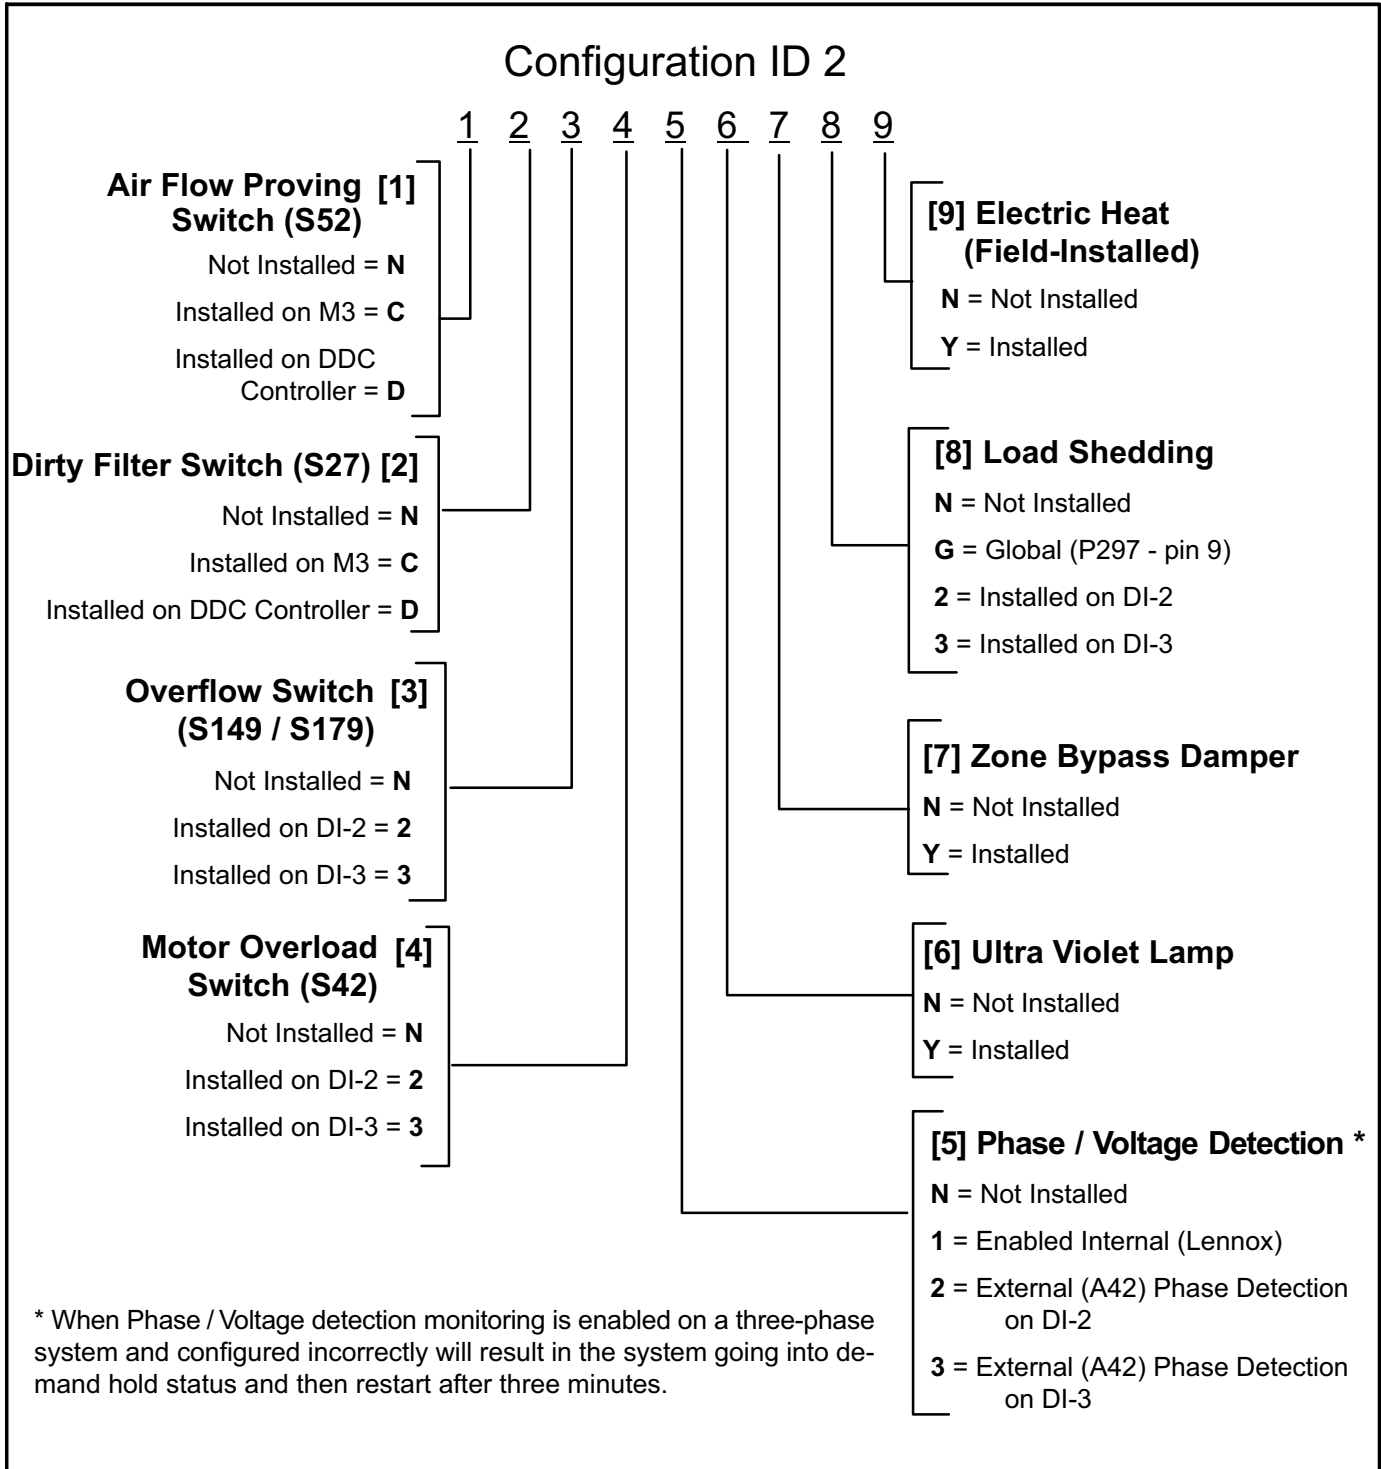 Configuration ID 2
1 2 3 4 5 6 7 8 9
Air Flow Proving [1]
Switch (S52)
Not Installed = N
Installed on M3 = C
Installed on DDC
Controller = D
Dirty Filter Switch (S27) [2]
Not Installed = N
Installed on M3 = C
Installed on DDC Controller = D
Overflow Switch [3]
(S149 / S179)
Not Installed = N
Installed on DI-2 = 2
Installed on DI-3 = 3
Motor Overload [4]
Switch (S42)
Not Installed = N
Installed on DI-2 = 2
Installed on DI-3 = 3
[9] Electric Heat
(Field-Installed)
N = Not Installed
Y = Installed
[8] Load Shedding
N = Not Installed
G = Global (P297 - pin 9)
2 = Installed on DI-2
3 = Installed on DI-3
[7] Zone Bypass Damper
N = Not Installed
Y = Installed
[6] Ultra Violet Lamp
N = Not Installed
Y = Installed
[5] Phase / Voltage Detection *
N = Not Installed
1 = Enabled Internal (Lennox)
2 = External (A42) Phase Detection
on DI-2
3 = External (A42) Phase Detection
on DI-3
* When Phase / Voltage detection monitoring is enabled on a three-phase
system and configured incorrectly will result in the system going into de-
mand hold status and then restart after three minutes.